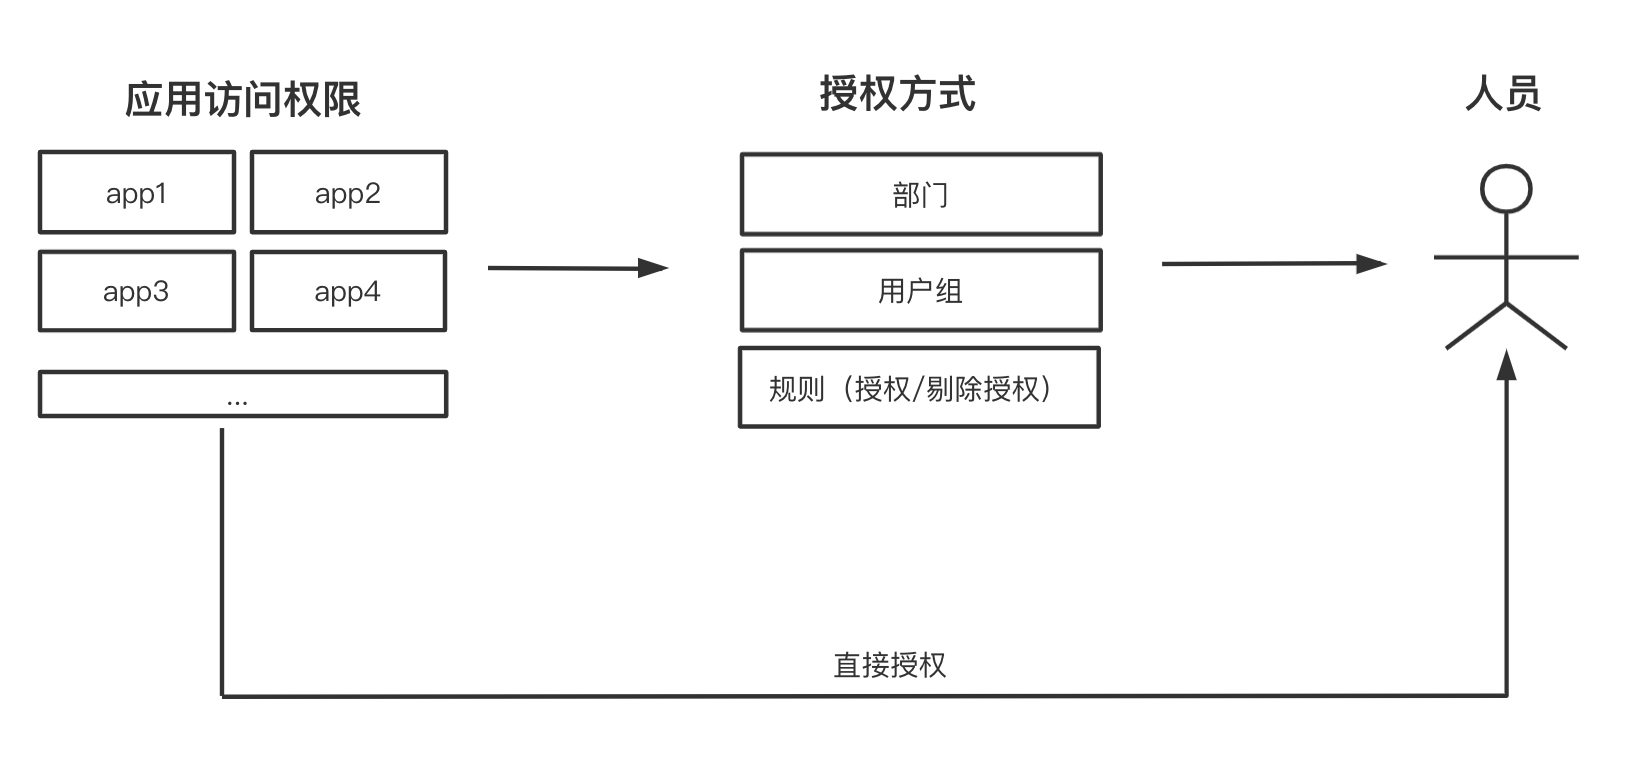 应用访问权限
授权方式
人员
app1
app2
app3
app4
...
部门
用户组
规则（授权/剔除授权）
直接授权